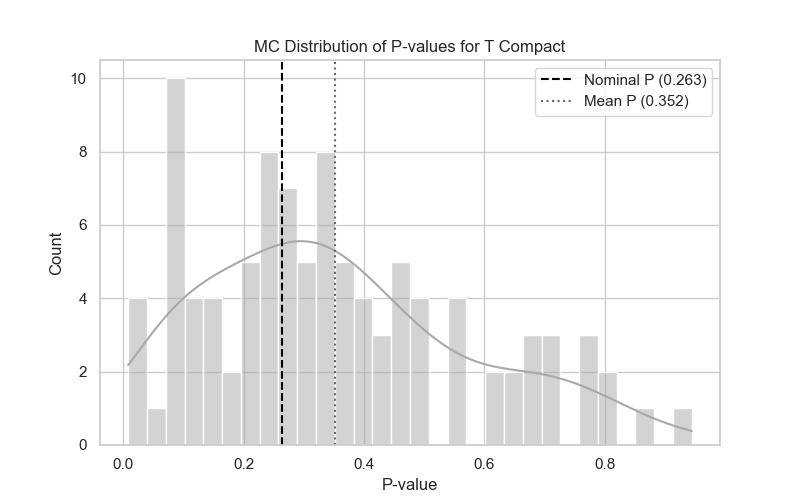 MC Distribution of P-values for T Compact
Nominal P (0.263)
Mean P (0.352)
10
8
6
4
2
0
Count
0.0 0.2 0.4 0.6 0.8
P-value